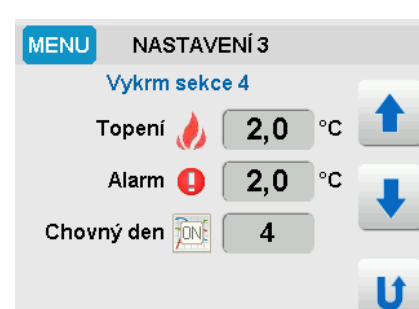 MENU NASTAVENÍ 3
Vykrm sekce 4
Topení 2,0 °C
Alarm 2,0 °C
Chovný den ON 4